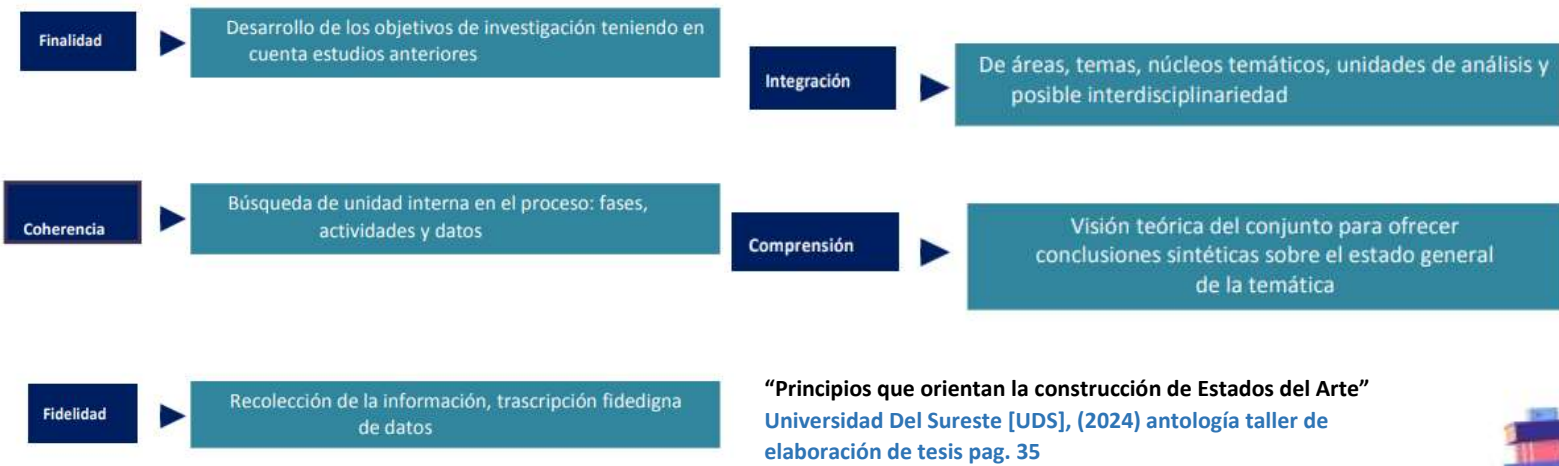 Finalidad
Desarrollo de los objetivos de investigación teniendo en
cuenta estudios anteriores
Integración
De áreas, temas, núcleos temáticos, unidades de análisis y
posible interdisciplinariedad
Coherencia
Búsqueda de unidad interna en el proceso: fases,
actividades y datos
Comprensión
Visión teórica del conjunto para ofrecer
conclusiones sintéticas sobre el estado general
de la temática
Fidelidad
Recolección de la información, trascripción fidedigna
de datos
“Principios que orientan la construcción de Estados del Arte”
Universidad Del Sureste [UDS], (2024) antología taller de
elaboración de tesis pag. 35